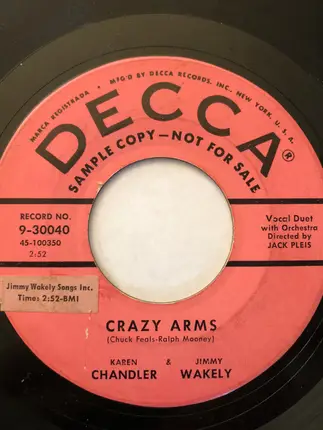 MARCA REGISTRADA • MF'D BY DECCA RECORDS, INC., NEW YORK, U. S. A.
DECCA®
SAMPLE COPY—NOT FOR SALE
RECORD NO.
9-30040
45-100350
2:52
Vocal Duet
with Orchestra
Directed by
JACK PLEIS
Jimmy Wakely Songs Inc.
Time: 2:52-BMI
CRAZY ARMS
(Chuck Feals-Ralph Mooney)
KAREN & JIMMY
CHANDLER WAKELY